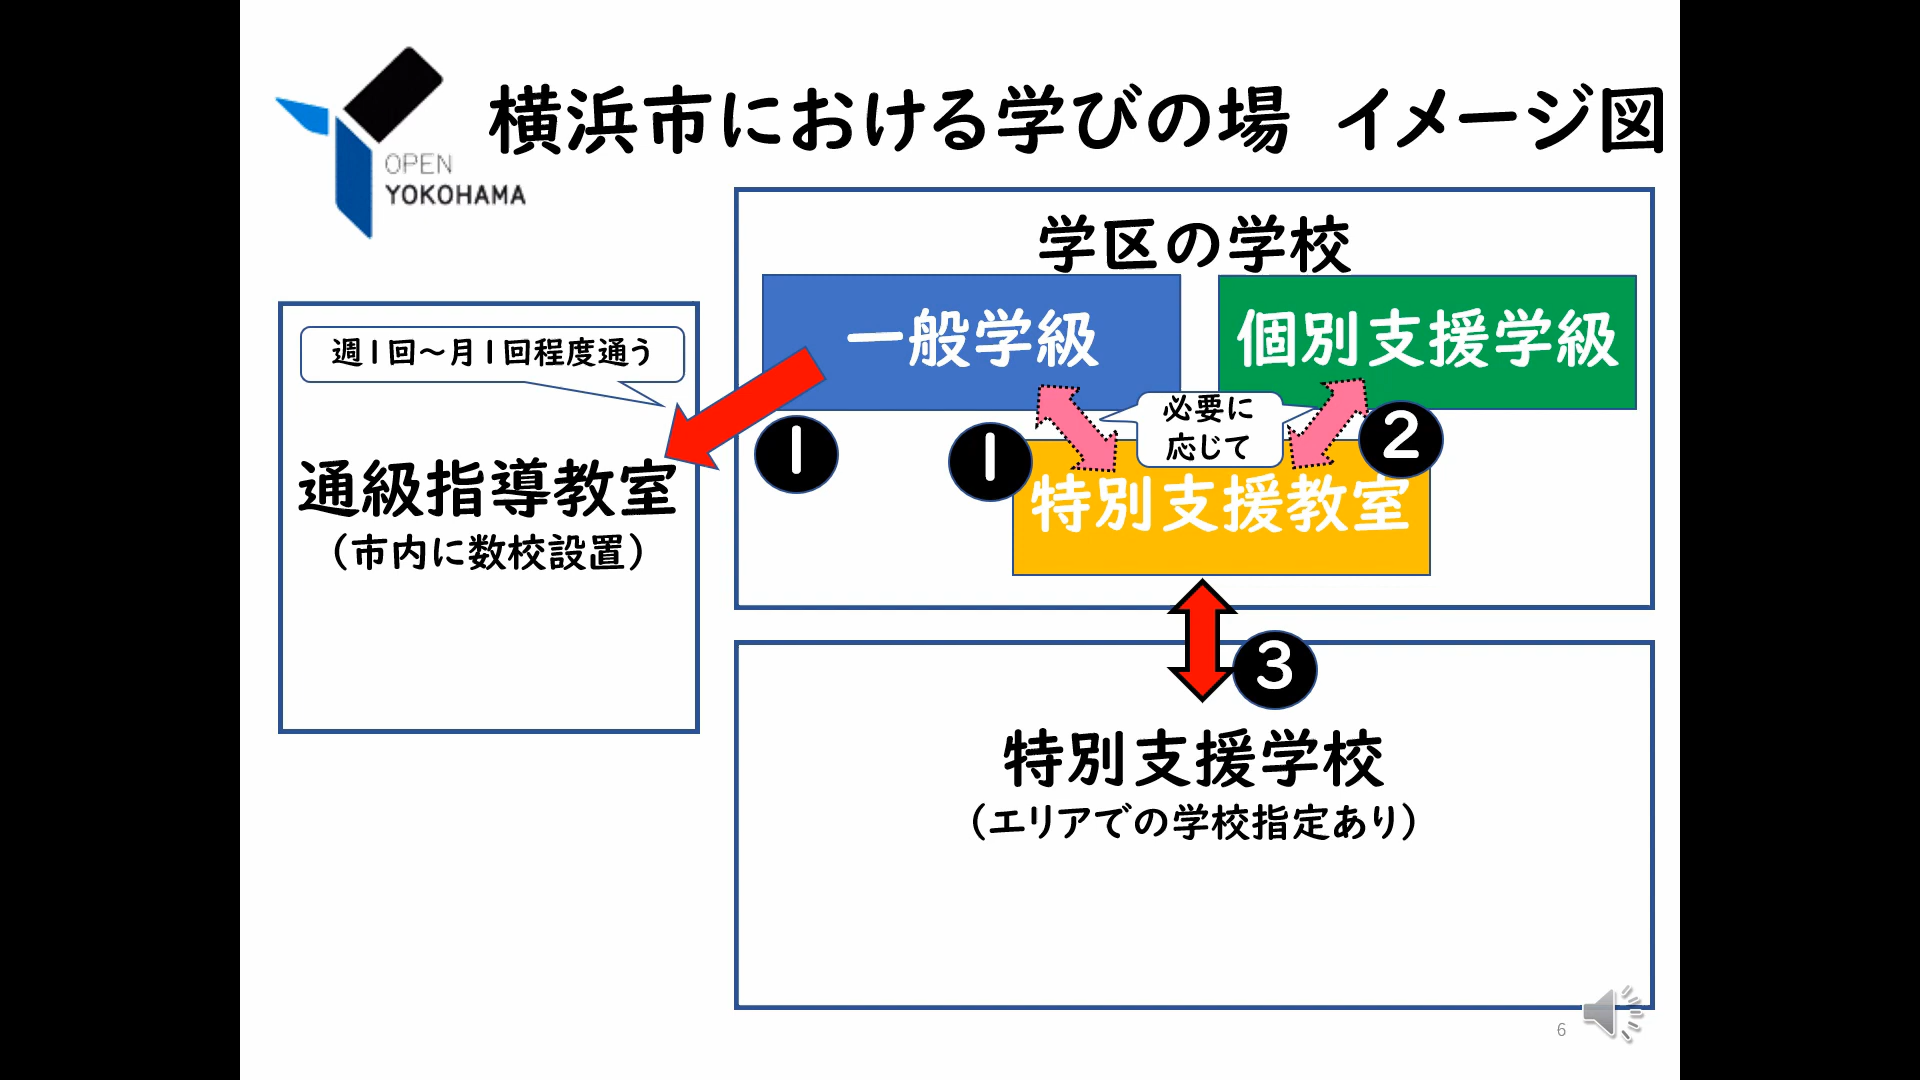 横浜市における学びの場 イメージ図
OPEN
YOKOHAMA
学区の学校
一般学級
個別支援学級
週1回～月1回程度通う
必要に
応じて
1
1
2
通級指導教室
(市内に数校設置)
特別支援教室
3
特別支援学校
(エリアでの学校指定あり)
6